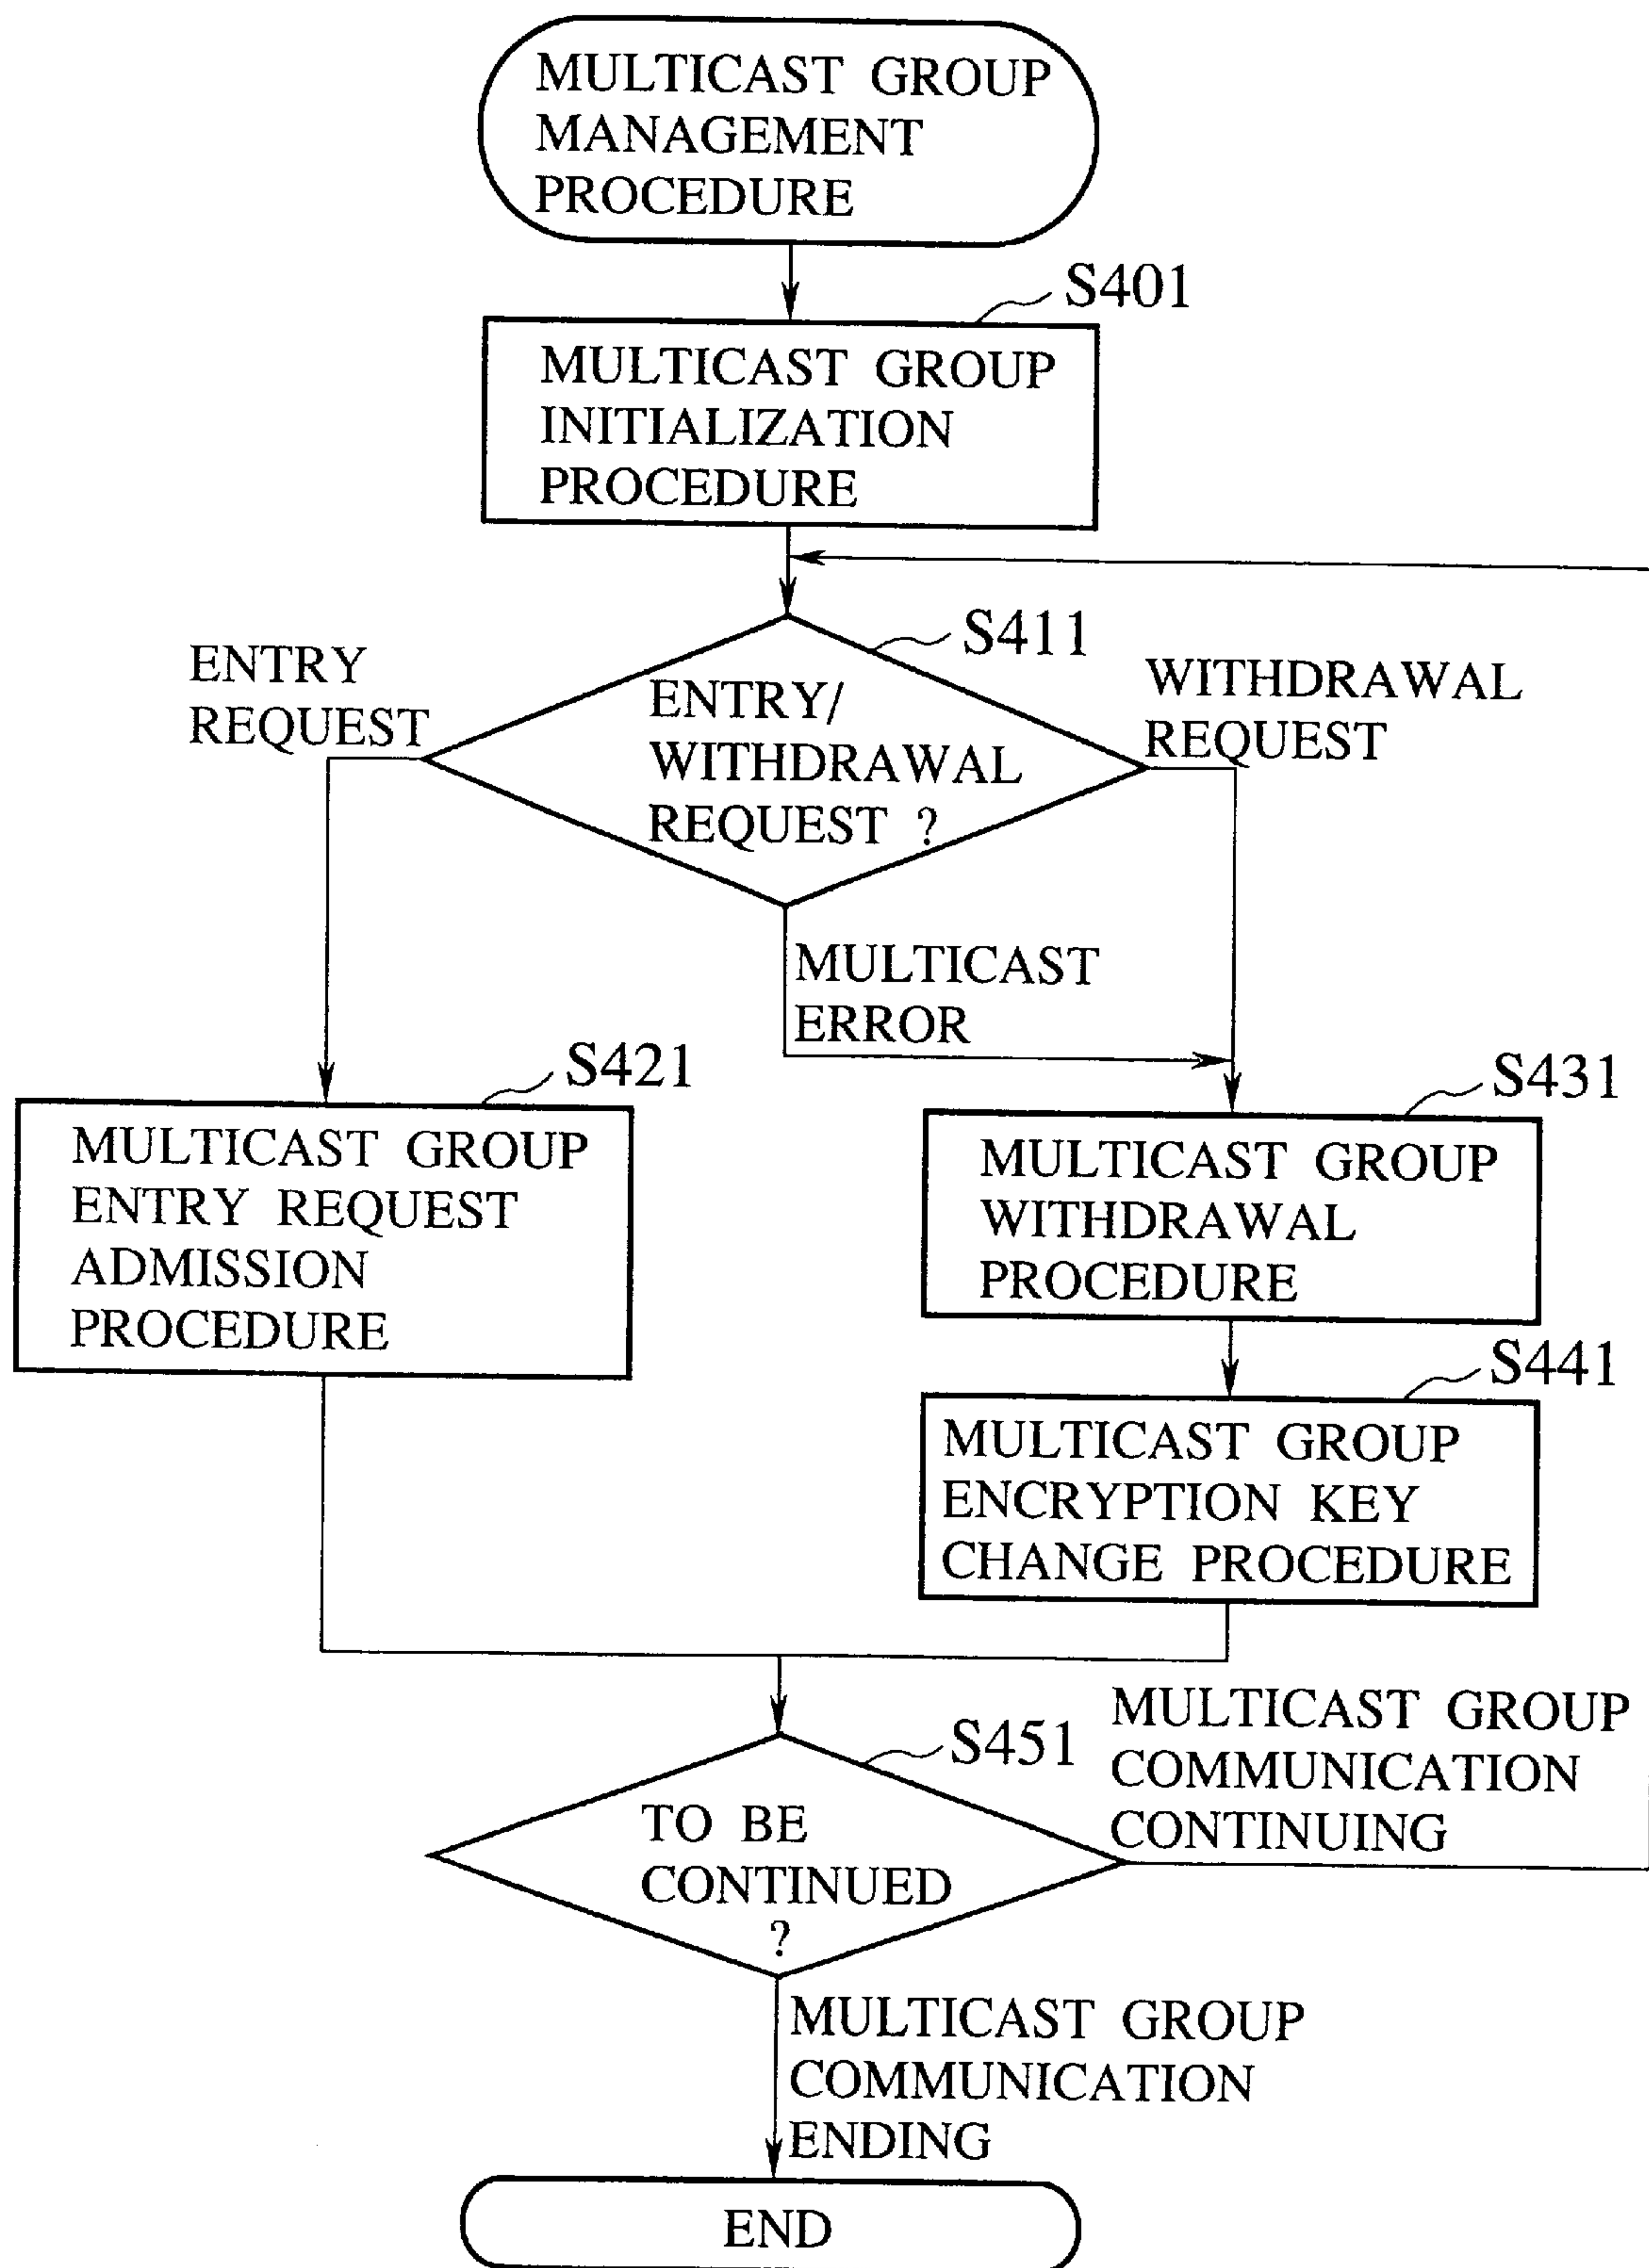 MULTICAST GROUP
MANAGEMENT
PROCEDURE
S401
MULTICAST GROUP
INITIALIZATION
PROCEDURE
S411
ENTRY
REQUEST
ENTRY/
WITHDRAWAL
REQUEST ?
WITHDRAWAL
REQUEST
MULTICAST
ERROR
S421
MULTICAST GROUP
ENTRY REQUEST
ADMISSION
PROCEDURE
S431
MULTICAST GROUP
WITHDRAWAL
PROCEDURE
S441
MULTICAST GROUP
ENCRYPTION KEY
CHANGE PROCEDURE
S451
TO BE
CONTINUED
?
MULTICAST GROUP
COMMUNICATION
CONTINUING
MULTICAST GROUP
COMMUNICATION
ENDING
END